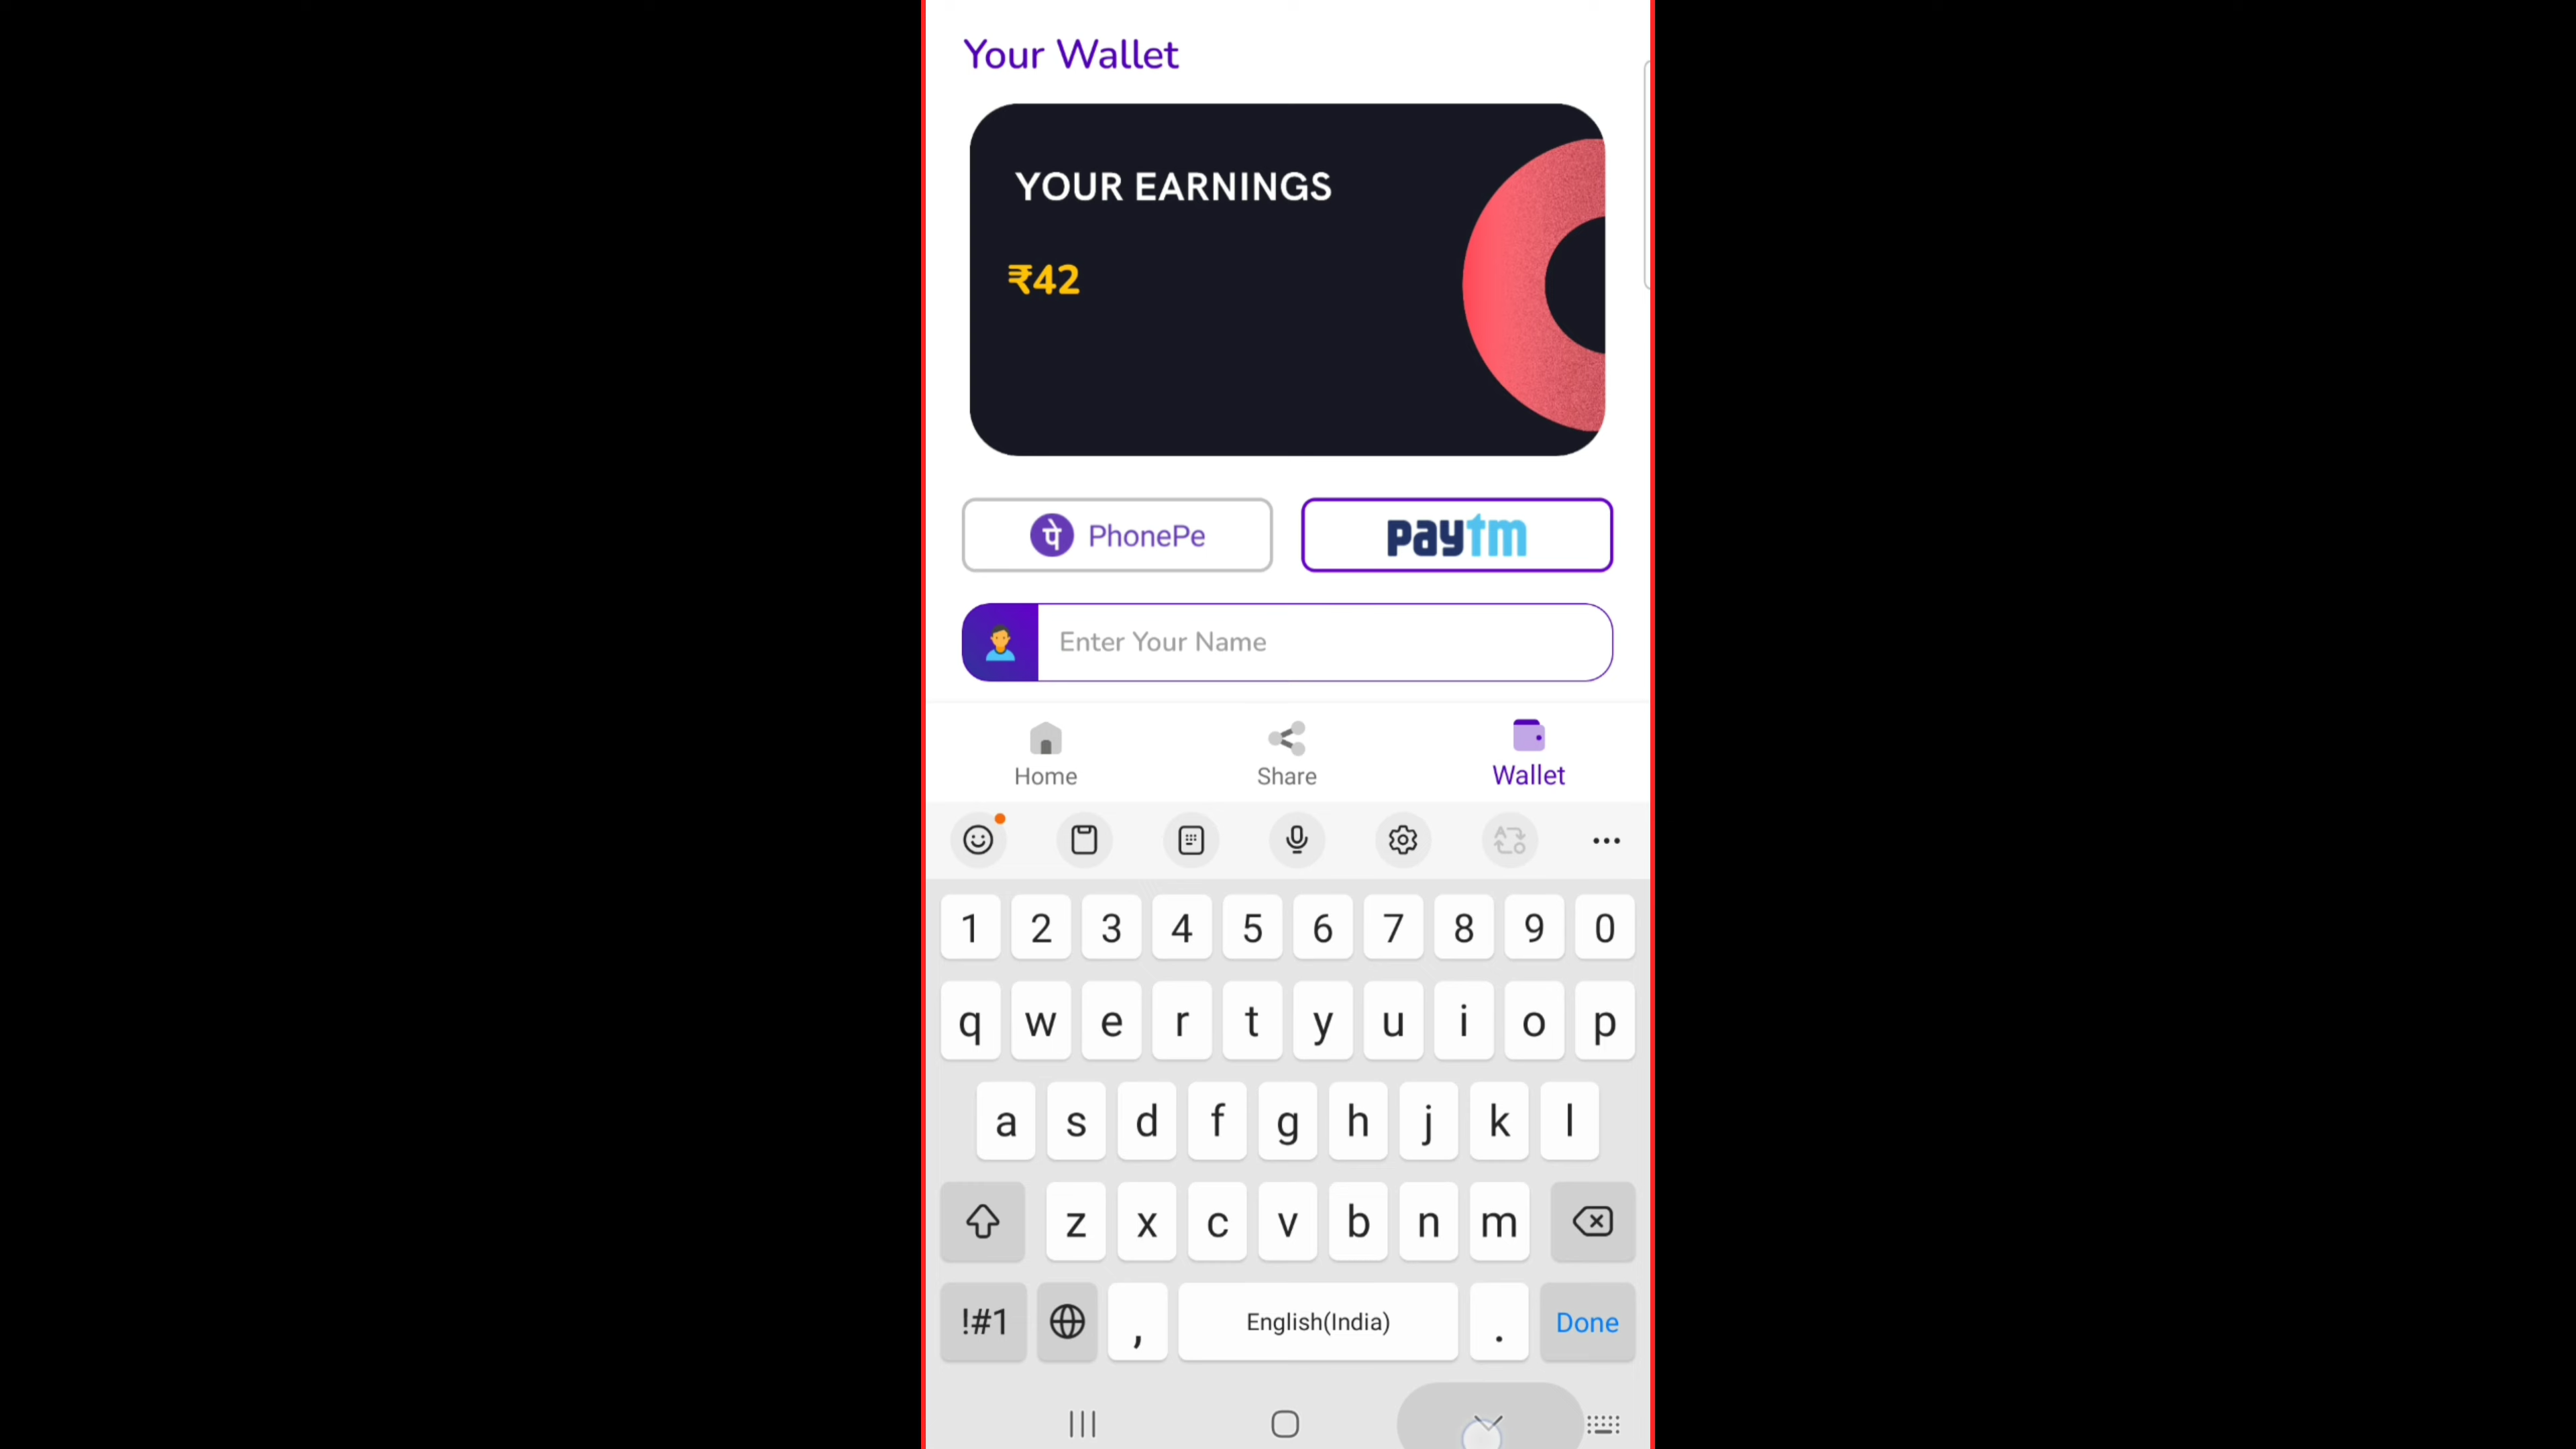 Your Wallet
YOUR EARNINGS
₹42
पे PhonePe
paytm
Enter Your Name
Home Share Wallet
1 2 3 4 5 6 7 8 9 0
q w e r t y u i o p
a s d f g h j k l
z x c v b n m
!#1 , English(India) . Done